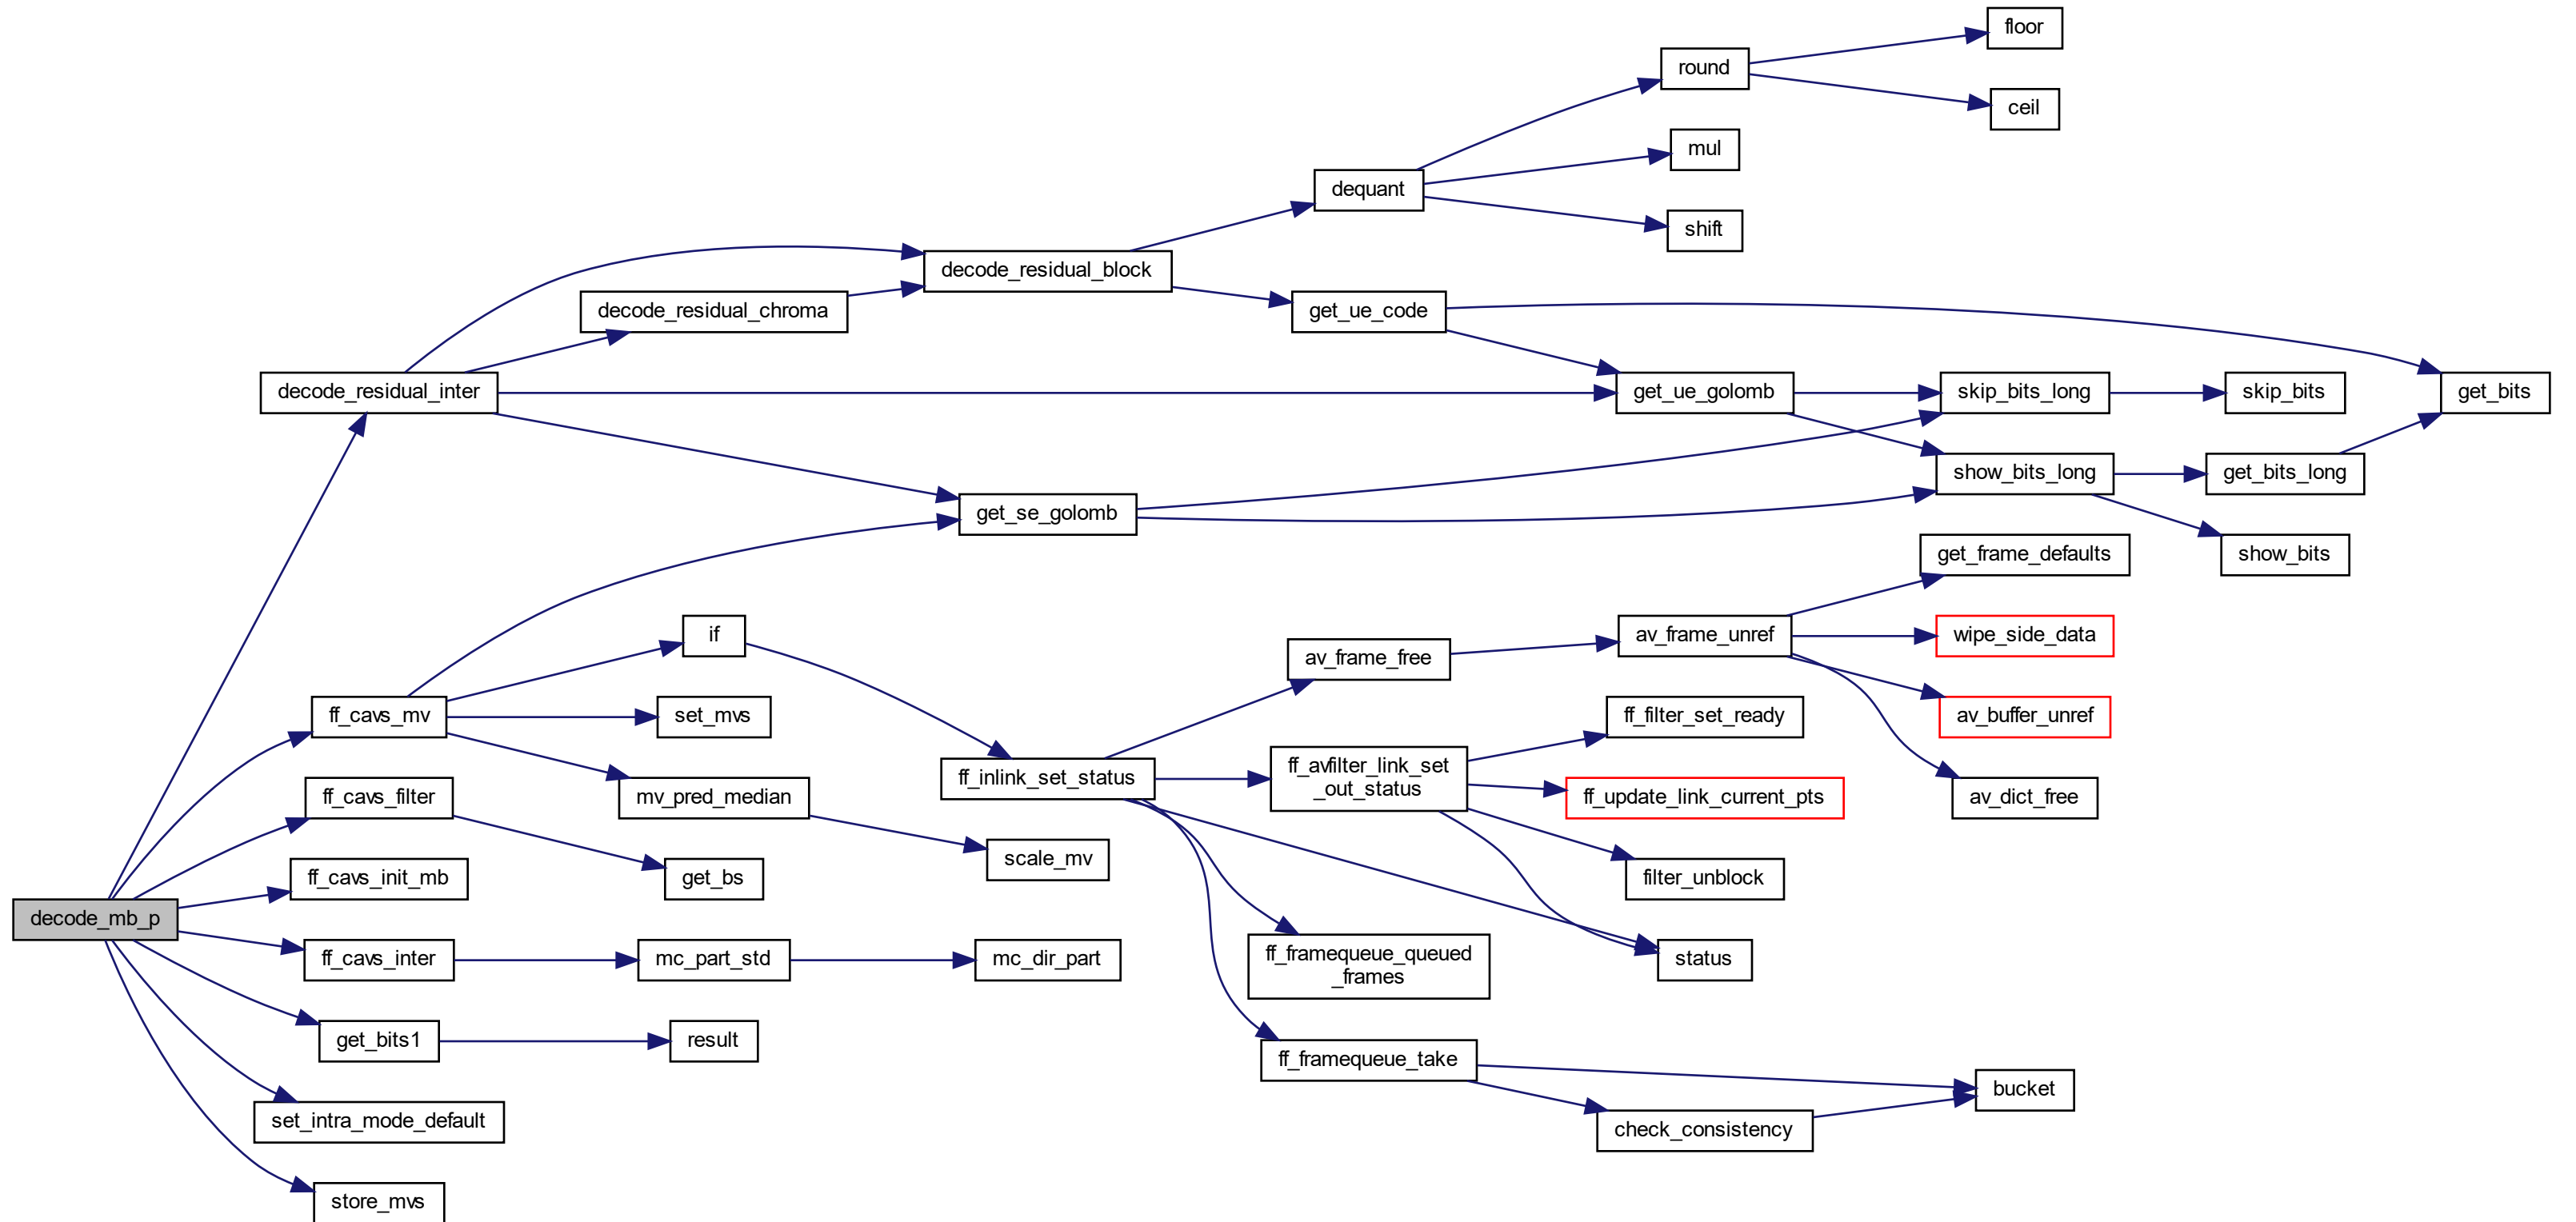 floor
round
ceil
mul
dequant
shift
decode_residual_block
decode_residual_chroma
get_ue_code
decode_residual_inter
get_ue_golomb
skip_bits_long
skip_bits
get_bits
show_bits_long
get_bits_long
get_se_golomb
show_bits
get_frame_defaults
if
av_frame_unref
wipe_side_data
av_frame_free
ff_cavs_mv
set_mvs
ff_filter_set_ready
av_buffer_unref
ff_inlink_set_status
ff_avfilter_link_set
_out_status
ff_cavs_filter
mv_pred_median
ff_update_link_current_pts
av_dict_free
scale_mv
ff_cavs_init_mb
get_bs
filter_unblock
decode_mb_p
ff_cavs_inter
mc_part_std
mc_dir_part
ff_framequeue_queued
_frames
status
get_bits1
result
ff_framequeue_take
bucket
set_intra_mode_default
check_consistency
store_mvs